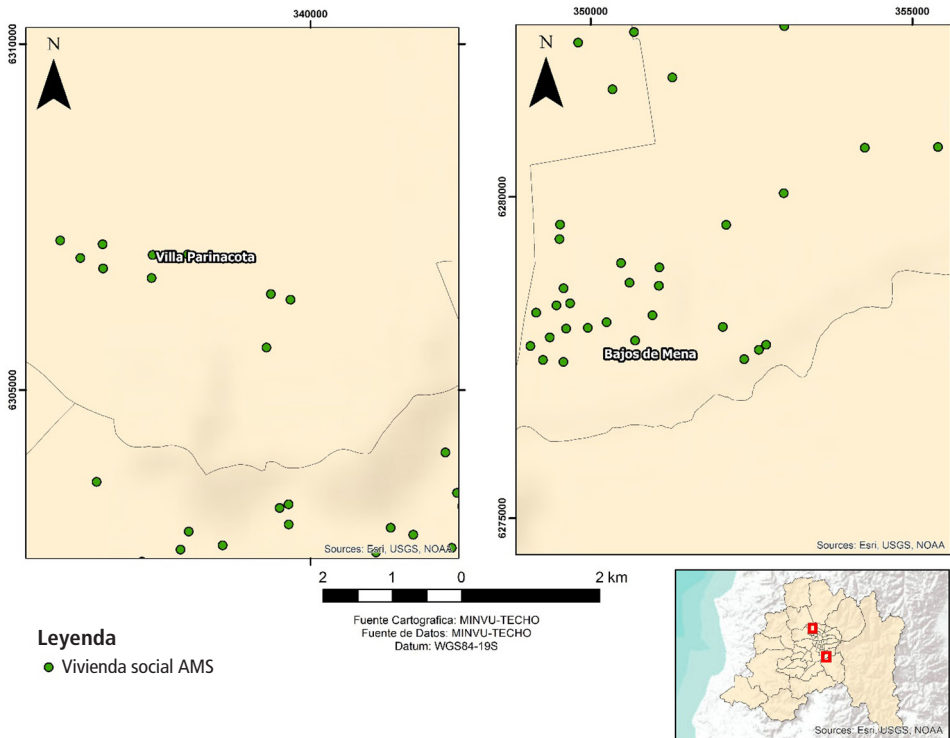 340000
350000
355000
6310000
N
N
6280000
Villa Parinacota
Bajos de Mena
6305000
6275000
Sources: Esri, USGS, NOAA
Sources: Esri, USGS, NOAA
2 1 0 2 km
Fuente Cartografica: MINVU-TECHO
Fuente de Datos: MINVU-TECHO
Datum: WGS84-19S
Leyenda
Vivienda social AMS
Sources: Esri, USGS, NOAA